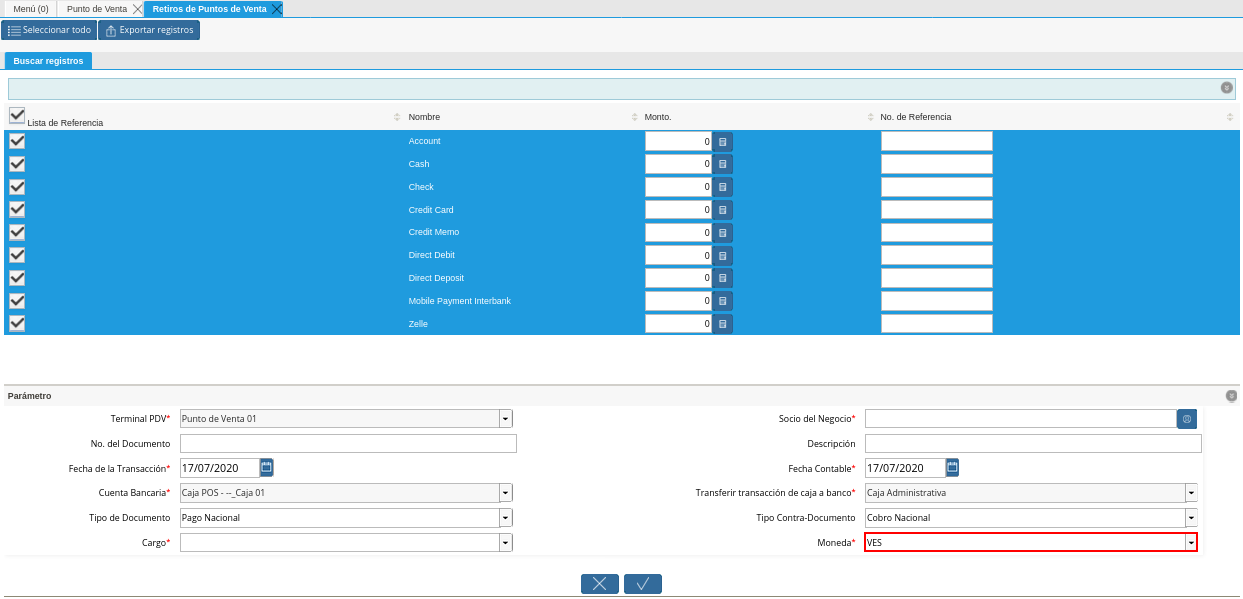 Menú (0) Punto de Venta Retiros de Puntos de Venta
Seleccionar todo Exportar registros
Buscar registros
Lista de Referencia Nombre Monto. No. de Referencia
Account 0
Cash 0
Check 0
Credit Card 0
Credit Memo 0
Direct Debit 0
Direct Deposit 0
Mobile Payment Interbank 0
Zelle 0
Parámetro
Terminal PDV* Punto de Venta 01 Socio del Negocio*
No. del Documento Descripción
Fecha de la Transacción* 17/07/2020 Fecha Contable* 17/07/2020
Cuenta Bancaria* Caja POS - --_Caja 01 Transferir transacción de caja a banco* Caja Administrativa
Tipo de Documento Pago Nacional Tipo Contra-Documento Cobro Nacional
Cargo* Moneda* VES